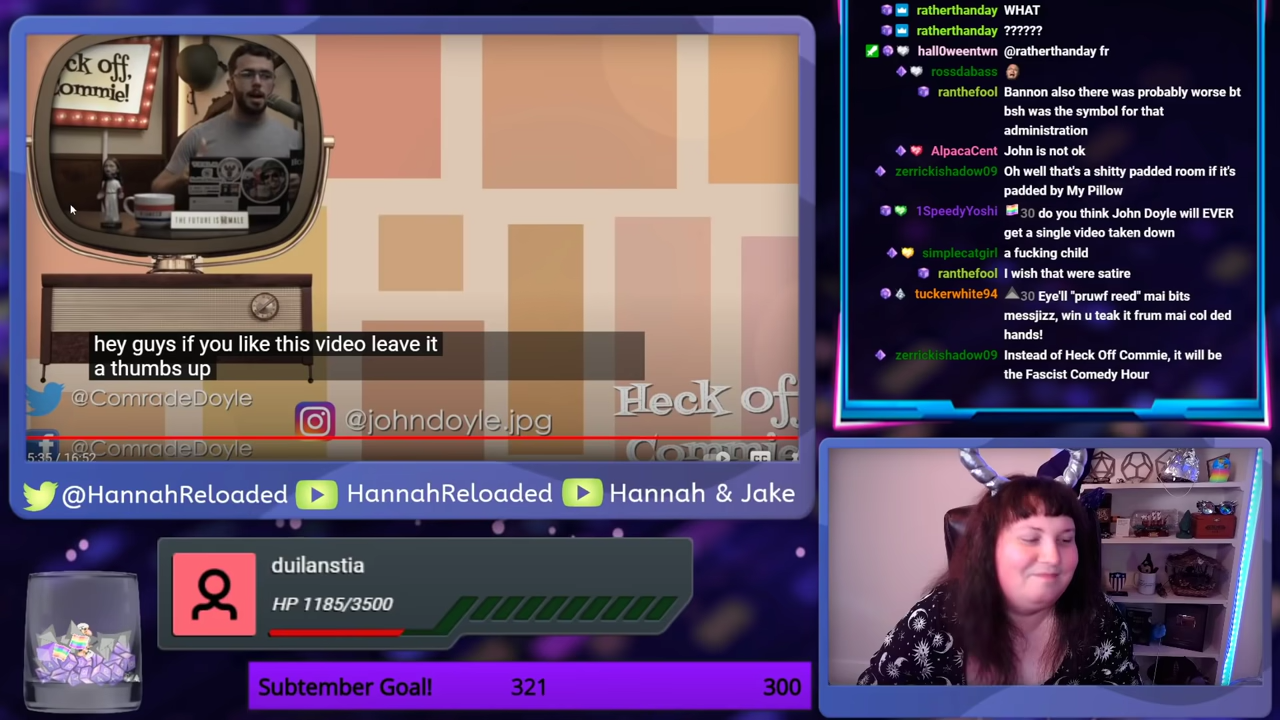 ck off,
ommie!
THE FUTURE IS MALE
hey guys if you like this video leave it
a thumbs up
@ComradeDoyle
@johndoyle.jpg
@ComradeDoyle
Heck of
Commie
5:35 / 16:52
@HannahReloaded
HannahReloaded
Hannah & Jake
duilanstia
HP 1185/3500
Subtember Goal!
321
300
ratherthanday WHAT
ratherthanday ??????
hall0weentwn @ratherthanday fr
rossdabass
ranthefool Bannon also there was probably worse bt
bsh was the symbol for that
administration
AlpacaCent John is not ok
zerrickishadow09 Oh well that's a shitty padded room if it's
padded by My Pillow
1SpeedyYoshi 30 do you think John Doyle will EVER
get a single video taken down
simplecatgirl a fucking child
ranthefool I wish that were satire
tuckerwhite94 30 Eye'll "pruwf reed" mai bits
messjizz, win u teak it frum mai col ded
hands!
zerrickishadow09 Instead of Heck Off Commie, it will be
the Fascist Comedy Hour